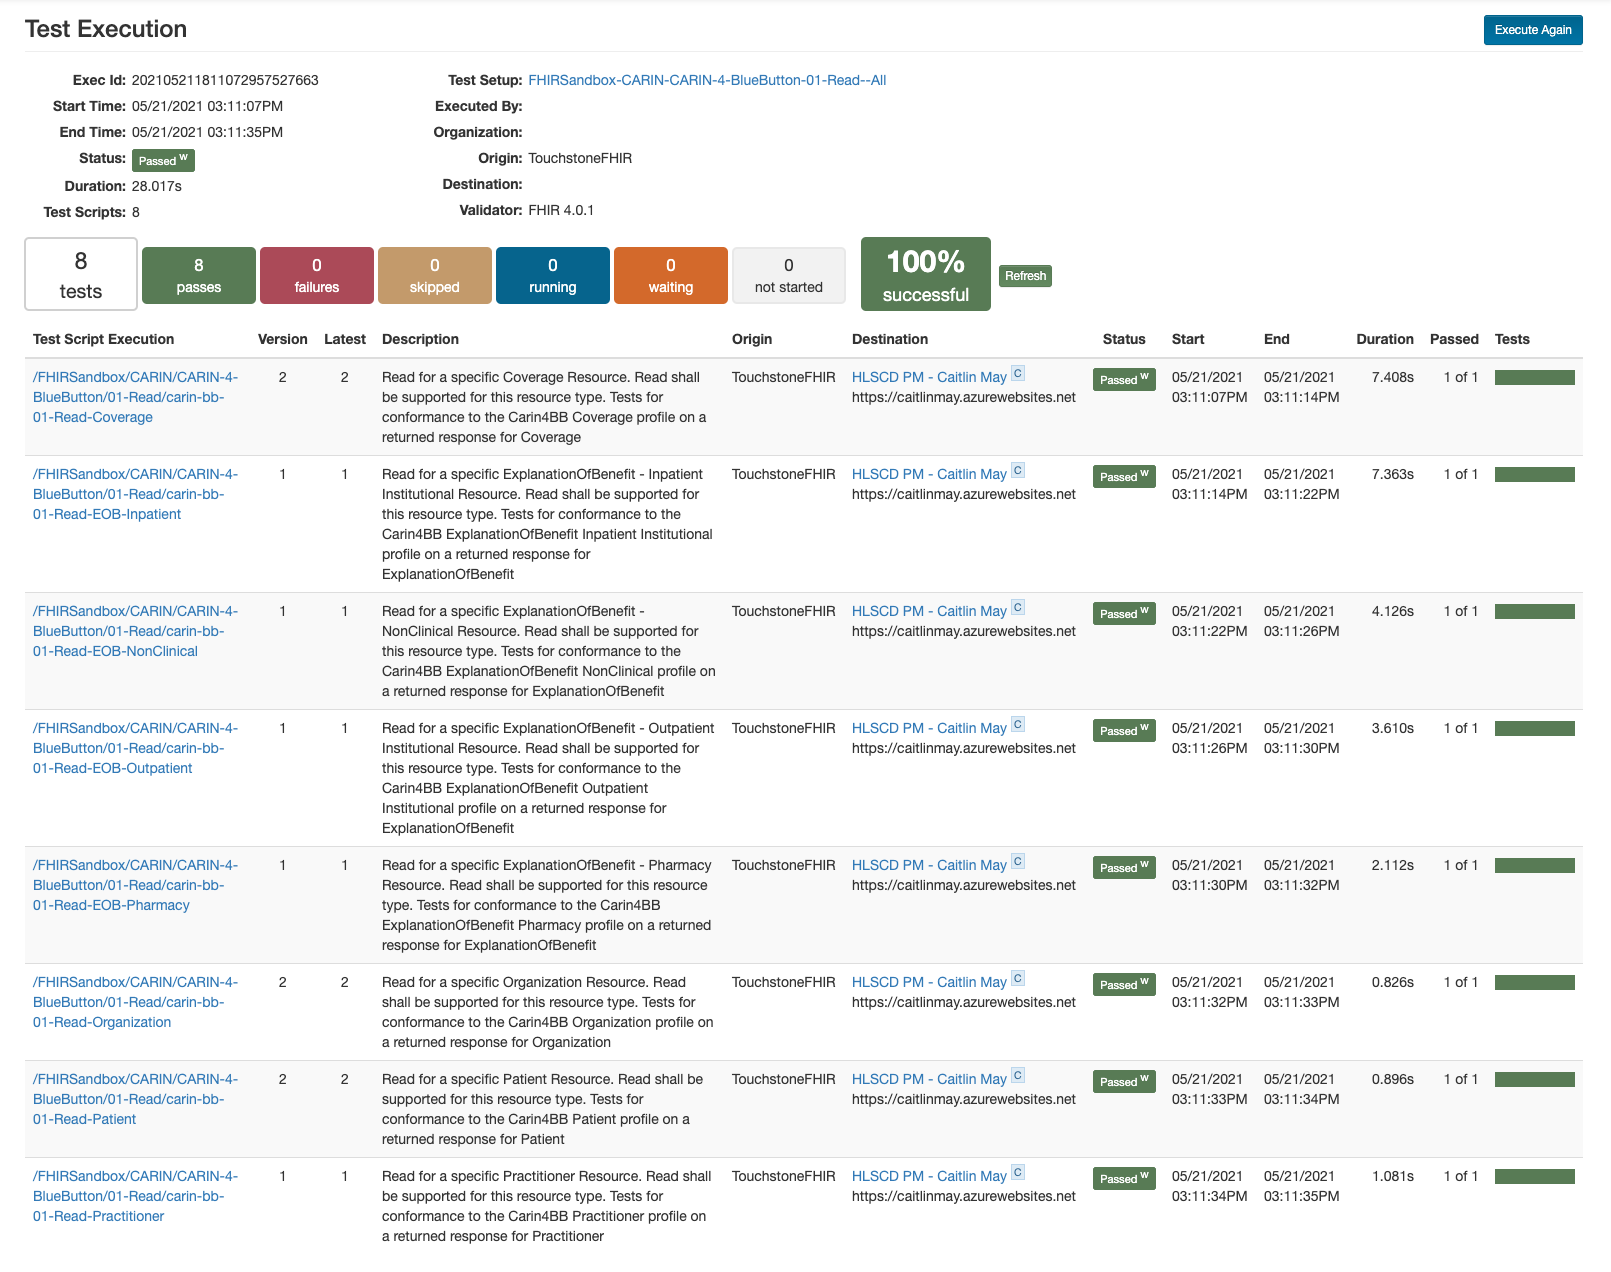 Test Execution
Execute Again
Exec Id: 20210521181107295752​7663
Start Time: 05/21/2021 03:11:07PM
End Time: 05/21/2021 03:11:35PM
Status: Passed W
Duration: 28.017s
Test Scripts: 8
Test Setup: FHIRSandbox-CARIN-CARIN-4-BlueButton-01-Read--All
Executed By:
Organization:
Origin: TouchstoneFHIR
Destination:
Validator: FHIR 4.0.1
8
tests
8
passes
0
failures
0
skipped
0
running
0
waiting
0
not started
100%
successful
Refresh
Test Script Execution Version Latest Description Origin Destination Status Start End Duration Passed Tests
/FHIRSandbox/CARIN/CARIN-4- 2 2 Read for a specific Coverage Resource. Read shall TouchstoneFHIR HLSCD PM - Caitlin May C Passed W 05/21/2021 05/21/2021 7.408s 1 of 1
BlueButton/01-Read/carin-bb- be supported for this resource type. Tests for https://caitlinmay.azurewebsites.net 03:11:07PM 03:11:14PM
01-Read-Coverage conformance to the Carin4BB Coverage profile on a
returned response for Coverage
/FHIRSandbox/CARIN/CARIN-4- 1 1 Read for a specific ExplanationOfBenefit - Inpatient TouchstoneFHIR HLSCD PM - Caitlin May C Passed W 05/21/2021 05/21/2021 7.363s 1 of 1
BlueButton/01-Read/carin-bb- Institutional Resource. Read shall be supported for https://caitlinmay.azurewebsites.net 03:11:14PM 03:11:22PM
01-Read-EOB-Inpatient this resource type. Tests for conformance to the
Carin4BB ExplanationOfBenefit Inpatient Institutional
profile on a returned response for
ExplanationOfBenefit
/FHIRSandbox/CARIN/CARIN-4- 1 1 Read for a specific ExplanationOfBenefit - TouchstoneFHIR HLSCD PM - Caitlin May C Passed W 05/21/2021 05/21/2021 4.126s 1 of 1
BlueButton/01-Read/carin-bb- NonClinical Resource. Read shall be supported for https://caitlinmay.azurewebsites.net 03:11:22PM 03:11:26PM
01-Read-EOB-NonClinical this resource type. Tests for conformance to the
Carin4BB ExplanationOfBenefit NonClinical profile on
a returned response for ExplanationOfBenefit
/FHIRSandbox/CARIN/CARIN-4- 1 1 Read for a specific ExplanationOfBenefit - Outpatient TouchstoneFHIR HLSCD PM - Caitlin May C Passed W 05/21/2021 05/21/2021 3.610s 1 of 1
BlueButton/01-Read/carin-bb- Institutional Resource. Read shall be supported for https://caitlinmay.azurewebsites.net 03:11:26PM 03:11:30PM
01-Read-EOB-Outpatient this resource type. Tests for conformance to the
Carin4BB ExplanationOfBenefit Outpatient
Institutional profile on a returned response for
ExplanationOfBenefit
/FHIRSandbox/CARIN/CARIN-4- 1 1 Read for a specific ExplanationOfBenefit - Pharmacy TouchstoneFHIR HLSCD PM - Caitlin May C Passed W 05/21/2021 05/21/2021 2.112s 1 of 1
BlueButton/01-Read/carin-bb- Resource. Read shall be supported for this resource https://caitlinmay.azurewebsites.net 03:11:30PM 03:11:32PM
01-Read-EOB-Pharmacy type. Tests for conformance to the Carin4BB
ExplanationOfBenefit Pharmacy profile on a returned
response for ExplanationOfBenefit
/FHIRSandbox/CARIN/CARIN-4- 2 2 Read for a specific Organization Resource. Read TouchstoneFHIR HLSCD PM - Caitlin May C Passed W 05/21/2021 05/21/2021 0.826s 1 of 1
BlueButton/01-Read/carin-bb- shall be supported for this resource type. Tests for https://caitlinmay.azurewebsites.net 03:11:32PM 03:11:33PM
01-Read-Organization conformance to the Carin4BB Organization profile on
a returned response for Organization
/FHIRSandbox/CARIN/CARIN-4- 2 2 Read for a specific Patient Resource. Read shall be TouchstoneFHIR HLSCD PM - Caitlin May C Passed W 05/21/2021 05/21/2021 0.896s 1 of 1
BlueButton/01-Read/carin-bb- supported for this resource type. Tests for https://caitlinmay.azurewebsites.net 03:11:33PM 03:11:34PM
01-Read-Patient conformance to the Carin4BB Patient profile on a
returned response for Patient
/FHIRSandbox/CARIN/CARIN-4- 1 1 Read for a specific Practitioner Resource. Read shall TouchstoneFHIR HLSCD PM - Caitlin May C Passed W 05/21/2021 05/21/2021 1.081s 1 of 1
BlueButton/01-Read/carin-bb- be supported for this resource type. Tests for https://caitlinmay.azurewebsites.net 03:11:34PM 03:11:35PM
01-Read-Practitioner conformance to the Carin4BB Practitioner profile on
a returned response for Practitioner